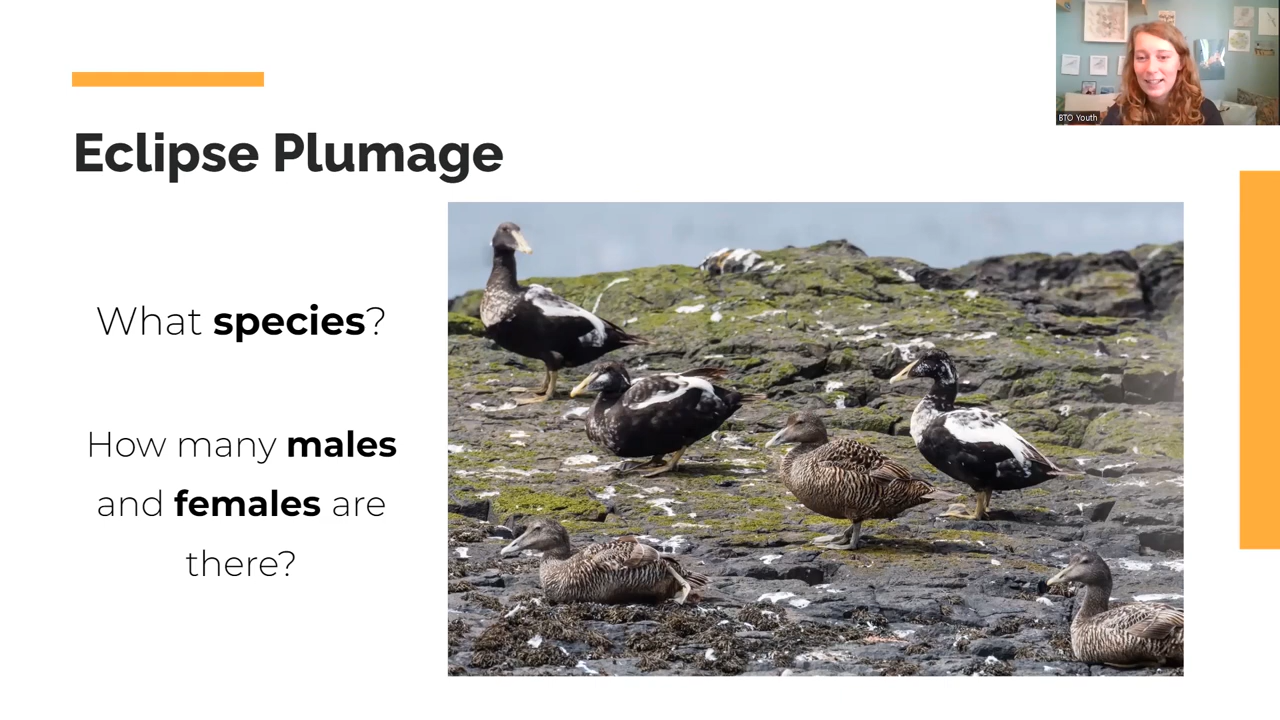 BTO Youth
Eclipse Plumage
What species?
How many males
and females are
there?